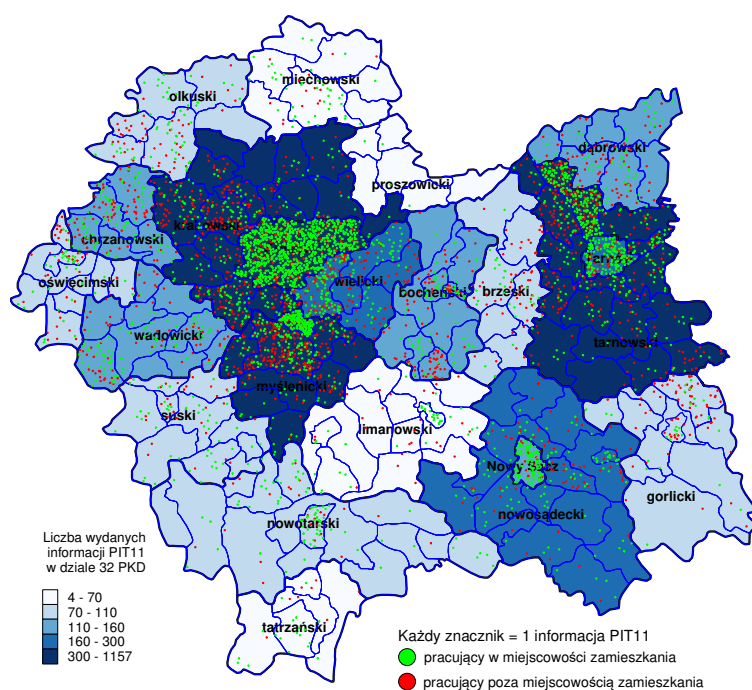 miechowski
olkuski
dąbrowski
proszowicki
krakowski
chrzanowski
oświęcimski
wielicki
bocheński
brzeski
wadowicki
tarnowski
myślenicki
suski
limanowski
Nowy Sącz
gorlicki
nowosądecki
nowotarski
tatrzański
Liczba wydanych
informacji PIT11
w dziale 32 PKD
4 - 70
70 - 110
110 - 160
160 - 300
300 - 1157
Każdy znacznik = 1 informacja PIT11
pracujący w miejscowości zamieszkania
pracujący poza miejscowością zamieszkania